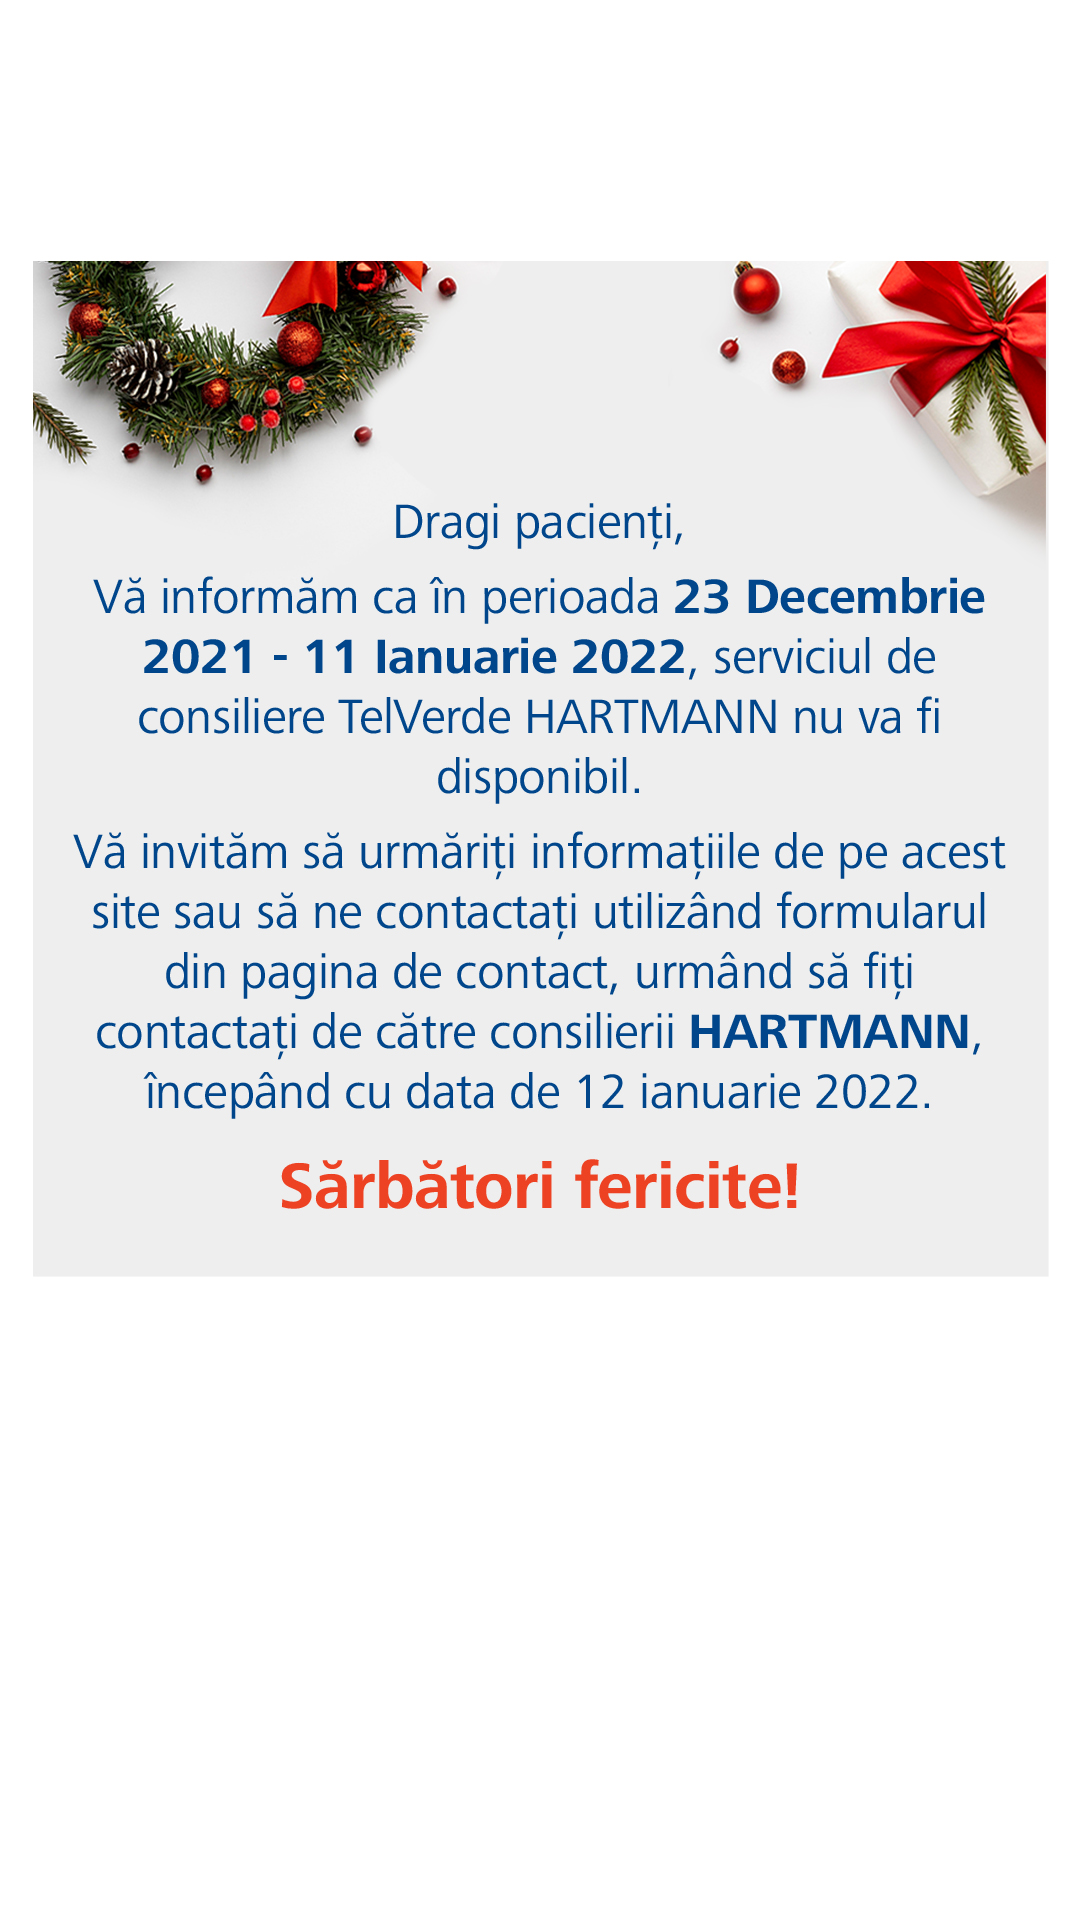 Dragi pacienți,
Vă informăm ca în perioada 23 Decembrie
2021 - 11 Ianuarie 2022, serviciul de
consiliere TelVerde HARTMANN nu va fi
disponibil.
Vă invităm să urmăriți informațiile de pe acest
site sau să ne contactați utilizând formularul
din pagina de contact, urmând să fiți
contactați de către consilierii HARTMANN,
începând cu data de 12 ianuarie 2022.
Sărbători fericite!